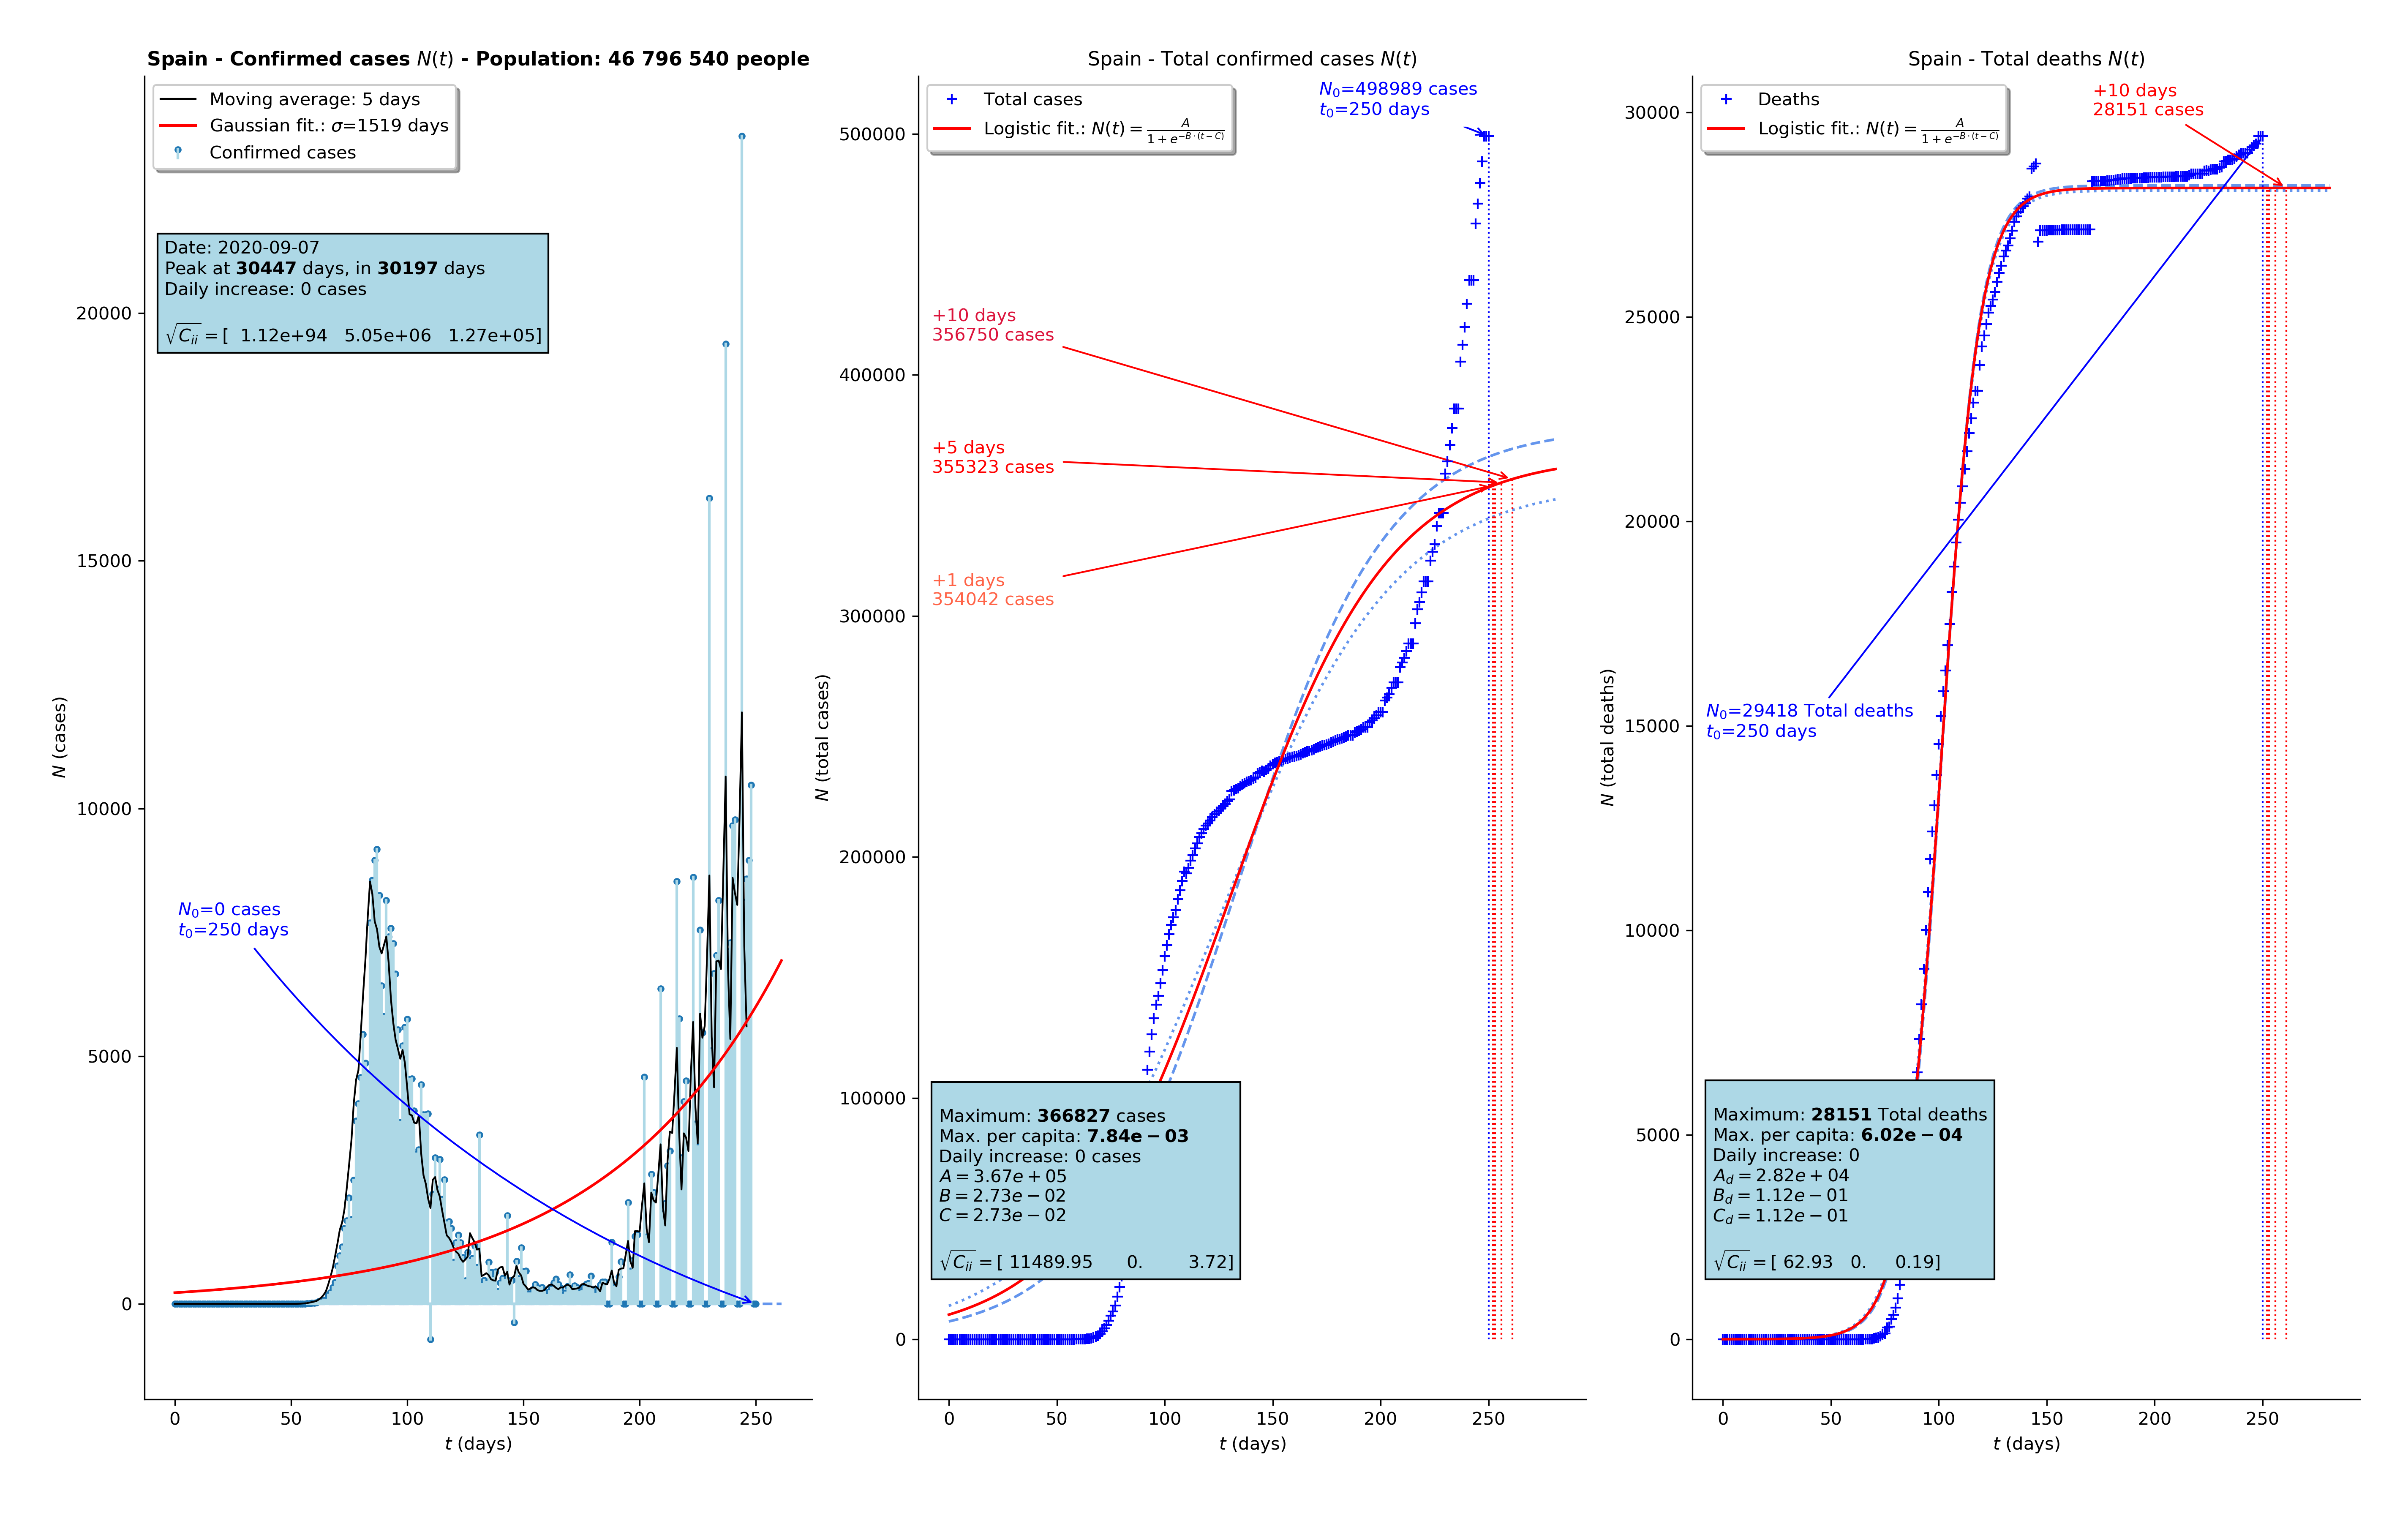 Spain - Confirmed cases N(t) - Population: 46 796 540 people
Moving average: 5 days
Gaussian fit.: σ=1519 days
Confirmed cases
Date: 2020-09-07
Peak at 30447 days, in 30197 days
Daily increase: 0 cases
√C_ii = [ 1.12e+94 5.05e+06 1.27e+05]
N_0=0 cases
t_0=250 days
N (cases)
20000
15000
10000
5000
0
0 50 100 150 200 250
t (days)
Spain - Total confirmed cases N(t)
Total cases
Logistic fit.: N(t) = A / (1 + e^{-B·(t-C)})
N_0=498989 cases
t_0=250 days
+10 days
356750 cases
+5 days
355323 cases
+1 days
354042 cases
Maximum: 366827 cases
Max. per capita: 7.84e − 03
Daily increase: 0 cases
A = 3.67e + 05
B = 2.73e − 02
C = 2.73e − 02
√C_ii = [ 11489.95 0. 3.72]
N (total cases)
500000
400000
300000
200000
100000
0
0 50 100 150 200 250
t (days)
Spain - Total deaths N(t)
Deaths
Logistic fit.: N(t) = A / (1 + e^{-B·(t-C)})
+10 days
28151 cases
N_0=29418 Total deaths
t_0=250 days
Maximum: 28151 Total deaths
Max. per capita: 6.02e − 04
Daily increase: 0
A_d = 2.82e + 04
B_d = 1.12e − 01
C_d = 1.12e − 01
√C_ii = [ 62.93 0. 0.19]
N (total deaths)
30000
25000
20000
15000
10000
5000
0
0 50 100 150 200 250
t (days)